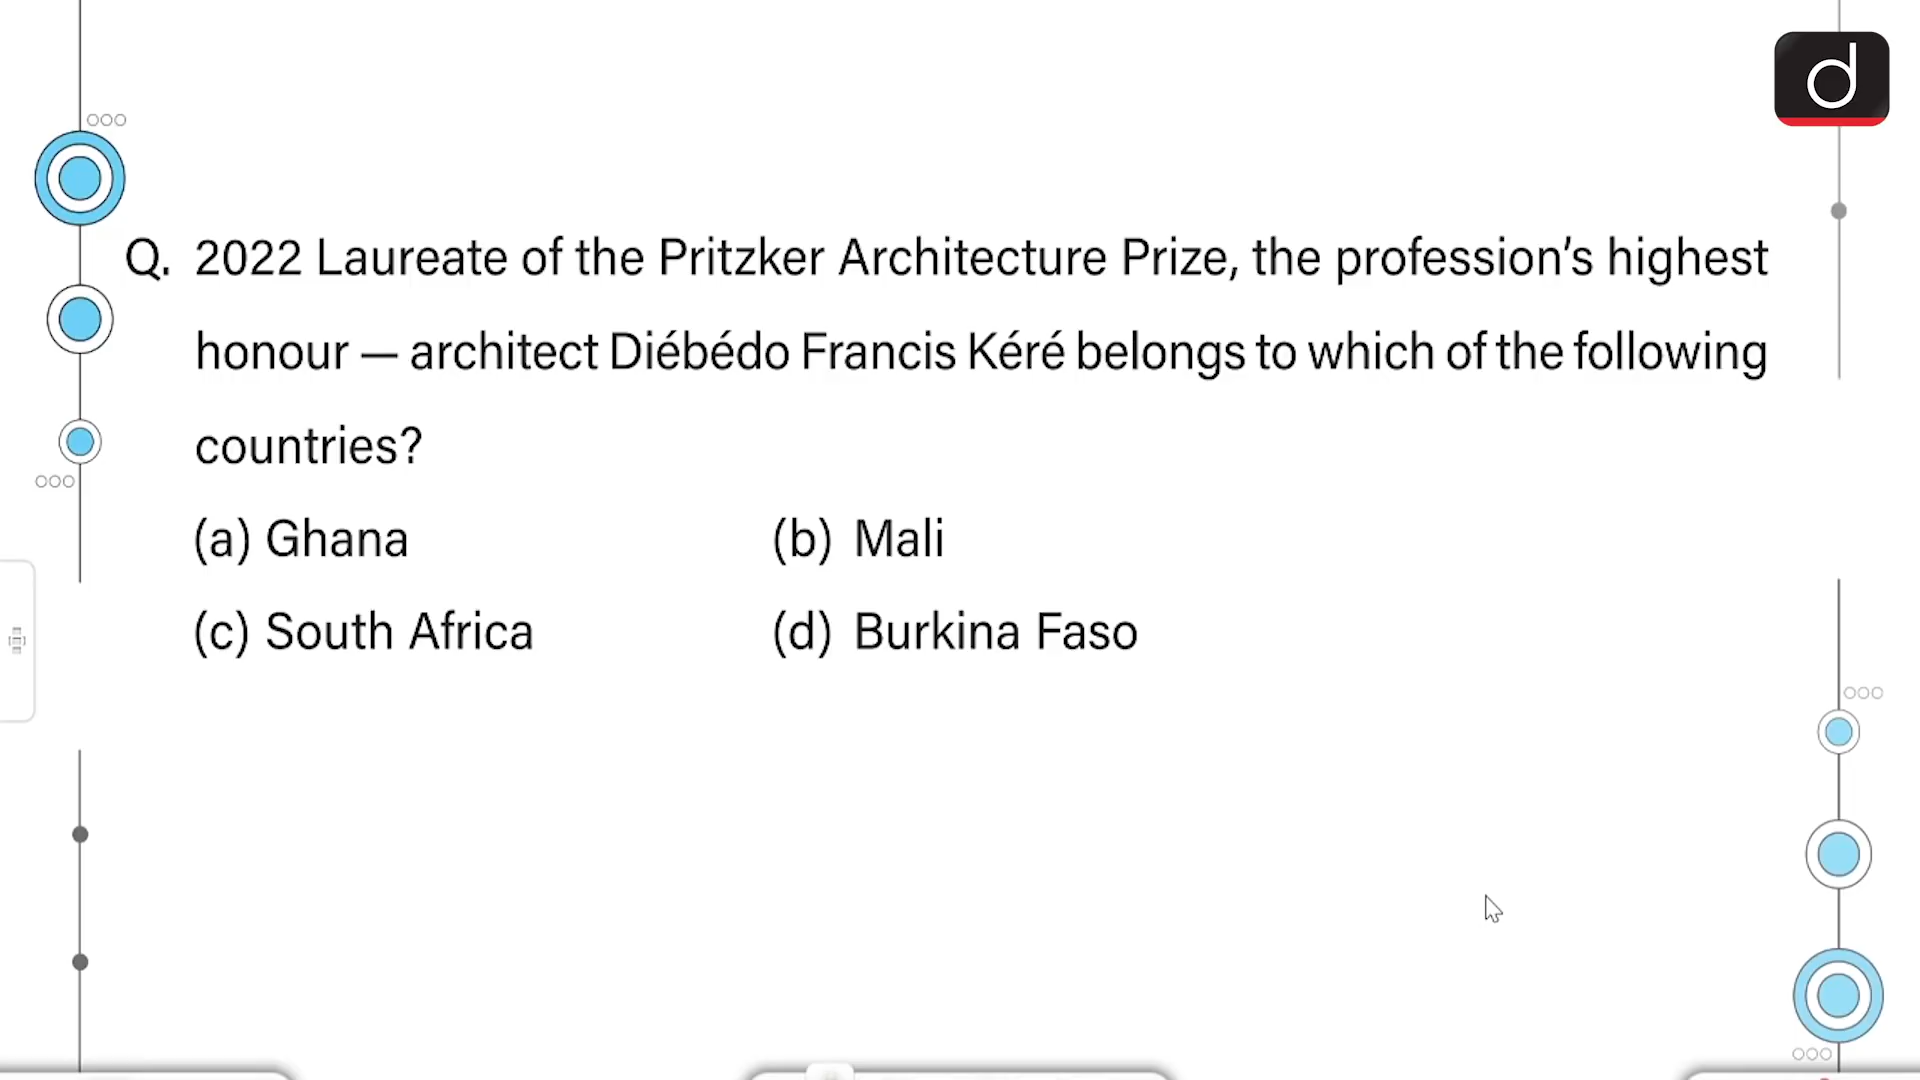 d
Q. 2022 Laureate of the Pritzker Architecture Prize, the profession’s highest
honour — architect Diébédo Francis Kéré belongs to which of the following
countries?
(a) Ghana (b) Mali
(c) South Africa (d) Burkina Faso